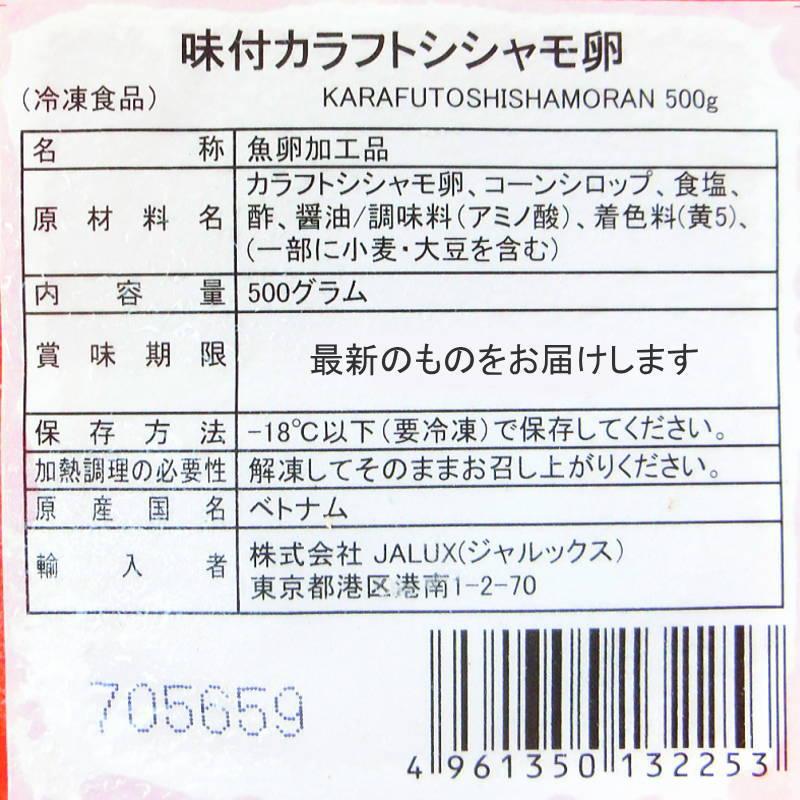 味付カラフトシシャモ卵
(冷凍食品) KARAFUTOSHISHAMORAN 500g
名称 魚卵加工品
原材料名 カラフトシシャモ卵、コーンシロップ、食塩、
酢、醤油/調味料(アミノ酸)、着色料(黄5)、
(一部に小麦・大豆を含む)
内容量 500グラム
賞味期限 最新のものをお届けします
保存方法 -18℃以下(要冷凍)で保存してください。
加熱調理の必要性 解凍してそのままお召し上がりください。
原産国名 ベトナム
輸入者 株式会社 JALUX(ジャルックス)
東京都港区港南1-2-70
705659
4 961350 132253